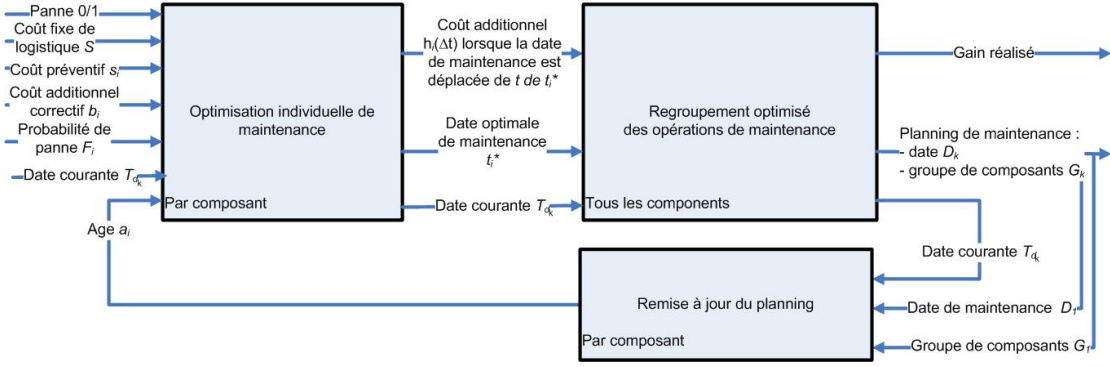 Panne 0/1
Coût fixe de
logistique S
Coût préventif si
Coût additionnel
correctif bi
Probabilité de
panne Fi
Date courante Tdk
Age ai
Optimisation individuelle de
maintenance
Par composant
Coût additionnel
hi(Δt) lorsque la date
de maintenance est
déplacée de t de ti*
Date optimale
de maintenance
ti*
Date courante Tdk
Regroupement optimisé
des opérations de maintenance
Tous les components
Gain réalisé
Planning de maintenance :
- date Dk
- groupe de composants Gk
Date courante Tdk
Date de maintenance D1
Groupe de composants G1
Remise à jour du planning
Par composant